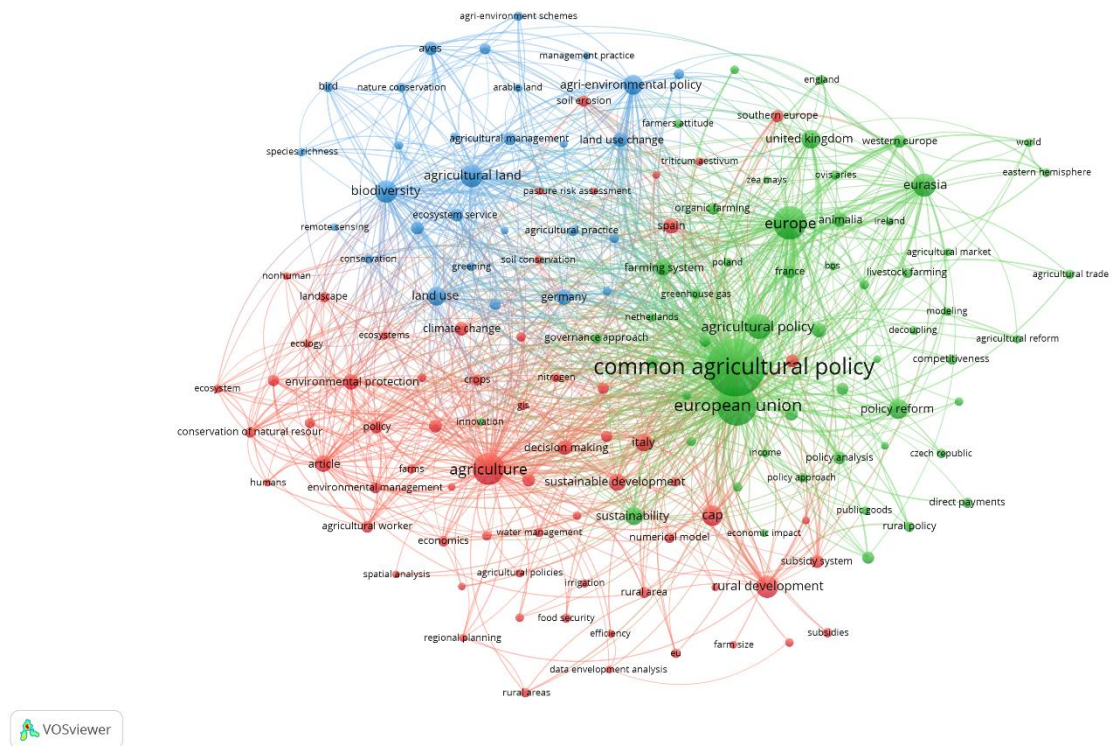 agri-environment schemes
aves
management practice
bird
nature conservation
arable land
agri-environmental policy
england
soil erosion
southern europe
farmers attitude
agricultural management
land use change
united kingdom
western europe
world
species richness
triticum aestivum
eastern hemisphere
agricultural land
ovis aries
zea mays
eurasia
biodiversity
pasture risk assessment
organic farming
ecosystem service
europe
animalia
ireland
remote sensing
agricultural practice
spain
agricultural market
conservation
greening
soil conservation
farming system
poland
france
bps
livestock farming
agricultural trade
nonhuman
landscape
land use
germany
greenhouse gas
modeling
netherlands
climate change
agricultural policy
decoupling
ecosystems
governance approach
agricultural reform
ecology
competitiveness
common agricultural policy
ecosystem
environmental protection
crops
nitrogen
gis
european union
policy reform
innovation
conservation of natural resour
policy
decision making
italy
income
policy analysis
czech republic
article
farms
agriculture
policy approach
humans
environmental management
sustainable development
direct payments
public goods
agricultural worker
sustainability
cap
rural policy
economics
water management
numerical model
economic impact
subsidy system
spatial analysis
agricultural policies
irrigation
rural area
rural development
food security
regional planning
efficiency
subsidies
eu
farm size
data envelopment analysis
rural areas
VOSviewer